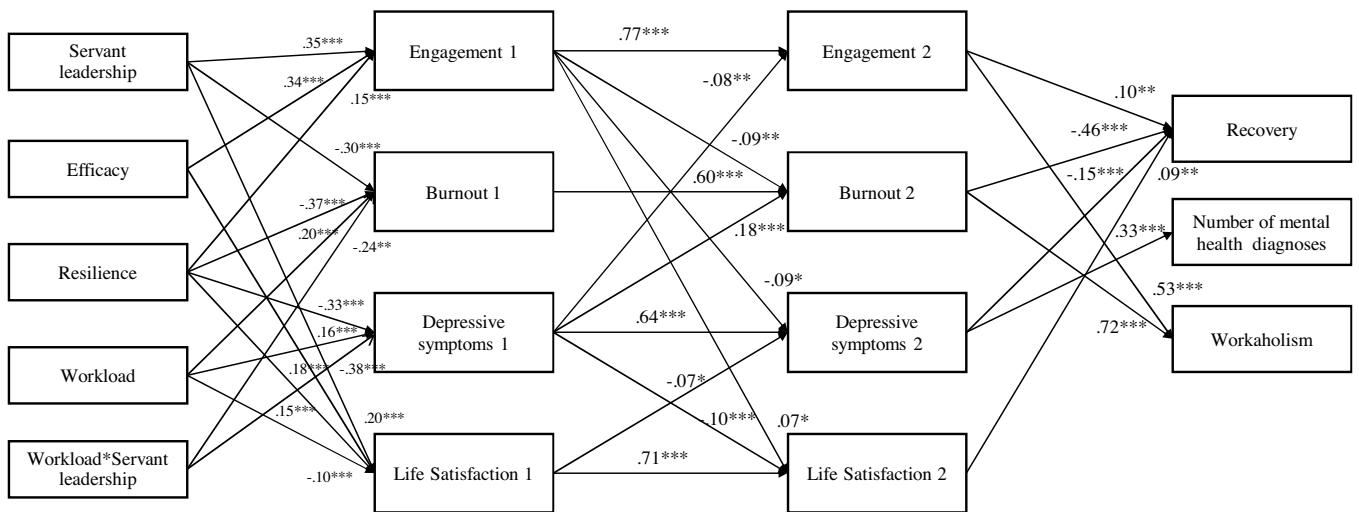 Servant
leadership
Efficacy
Resilience
Workload
Workload*Servant
leadership
.35***
.34***
.15***
-.30***
-.37***
.20***
-.24**
-.33***
.16***
.18***
-.38***
.15***
.20***
-.10***
Engagement 1
Burnout 1
Depressive
symptoms 1
Life Satisfaction 1
.77***
-.08**
-.09**
.60***
.18***
-.09*
.64***
-.07*
-.10***
.07*
.71***
Engagement 2
Burnout 2
Depressive
symptoms 2
Life Satisfaction 2
.10**
-.46***
-.15***
.09**
.33***
.53***
.72***
Recovery
Number of mental
health diagnoses
Workaholism